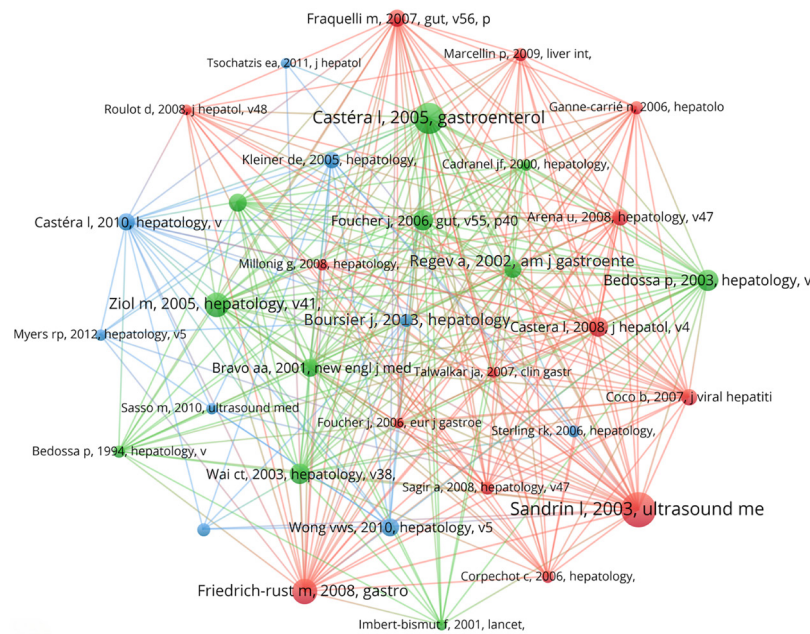 Fraquelli m, 2007, gut, v56, p
Marcellin p, 2009, liver int,
Tsochatzis ea, 2011, j hepatol
Roulot d, 2008, j hepatol, v48
Ganne-carrié n, 2006, hepatolo
Castéra l, 2005, gastroenterol
Kleiner de, 2005, hepatology,
Cadranel jf, 2000, hepatology,
Castéra l, 2010, hepatology, v
Foucher j, 2006, gut, v55, p40
Arena u, 2008, hepatology, v47
Millonig g, 2008, hepatology,
Regev a, 2002, am j gastroente
Bedossa p, 2003, hepatology, v
Ziol m, 2005, hepatology, v41,
Boursier j, 2013, hepatology,
Castera l, 2008, j hepatol, v4
Myers rp, 2012, hepatology, v5
Bravo aa, 2001, new engl j med
Talwalkar ja, 2007, clin gastr
Coco b, 2007, j viral hepatiti
Sasso m, 2010, ultrasound med
Foucher j, 2006, eur j gastroe
Sterling rk, 2006, hepatology,
Bedossa p, 1994, hepatology, v
Wai ct, 2003, hepatology, v38,
Sagir a, 2008, hepatology, v47
Sandrin l, 2003, ultrasound me
Wong vws, 2010, hepatology, v5
Corpechot c, 2006, hepatology,
Friedrich-rust m, 2008, gastro
Imbert-bismut f, 2001, lancet,